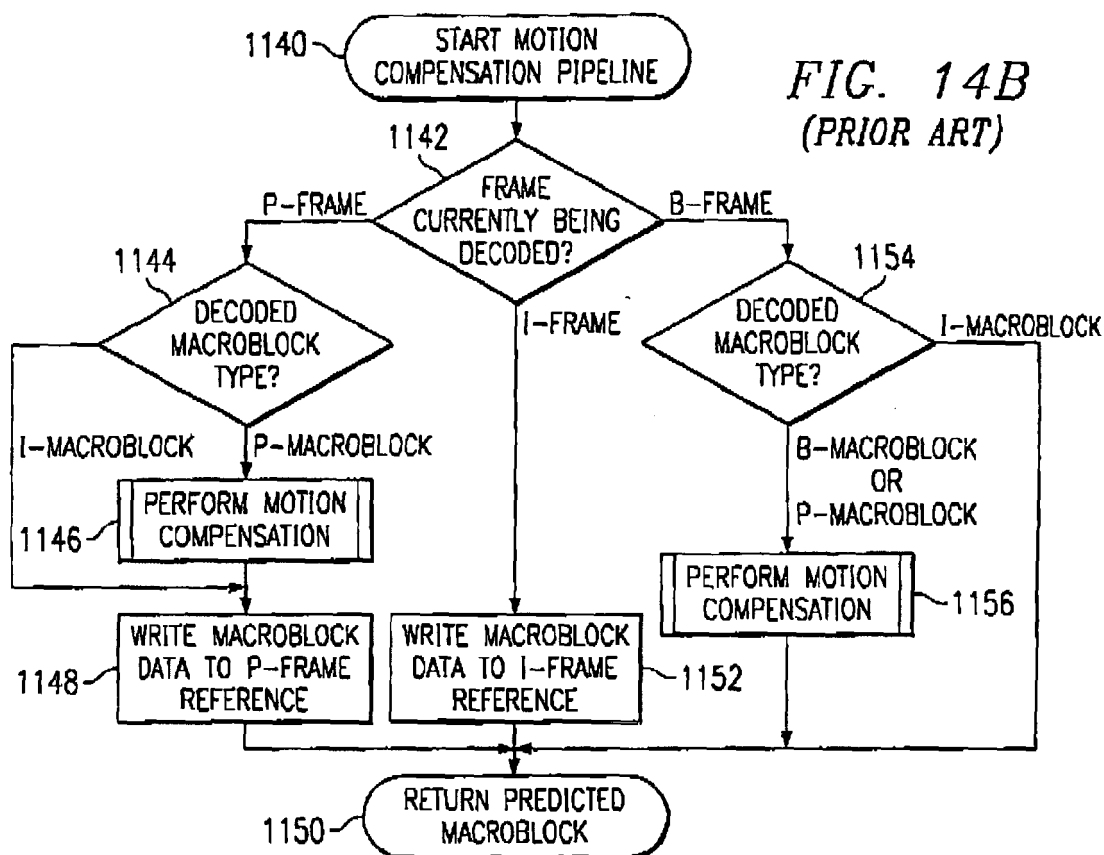 1140
START MOTION
COMPENSATION PIPELINE
FIG. 14B
(PRIOR ART)
1142
FRAME
CURRENTLY BEING
DECODED?
P-FRAME
B-FRAME
I-FRAME
1144
DECODED
MACROBLOCK
TYPE?
1154
DECODED
MACROBLOCK
TYPE?
I-MACROBLOCK
I-MACROBLOCK
P-MACROBLOCK
B-MACROBLOCK
OR
P-MACROBLOCK
1146
PERFORM MOTION
COMPENSATION
PERFORM MOTION
COMPENSATION
1156
1148
WRITE MACROBLOCK
DATA TO P-FRAME
REFERENCE
WRITE MACROBLOCK
DATA TO I-FRAME
REFERENCE
1152
1150
RETURN PREDICTED
MACROBLOCK